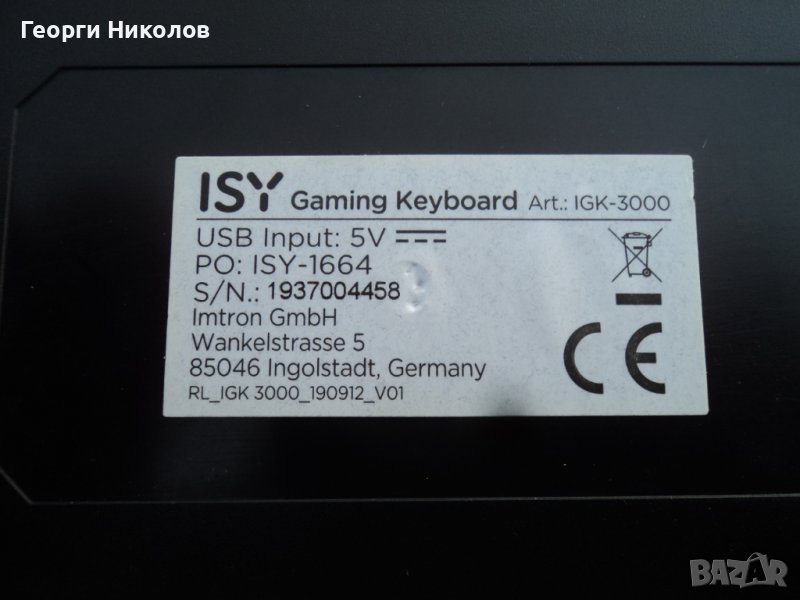 Георги Николов
ISY Gaming Keyboard Art.: IGK-3000
USB Input: 5V
PO: ISY-1664
S/N.: 1937004458
Imtron GmbH
Wankelstrasse 5
85046 Ingolstadt, Germany
RL_IGK 3000_190912_V01
CE
BAZAR